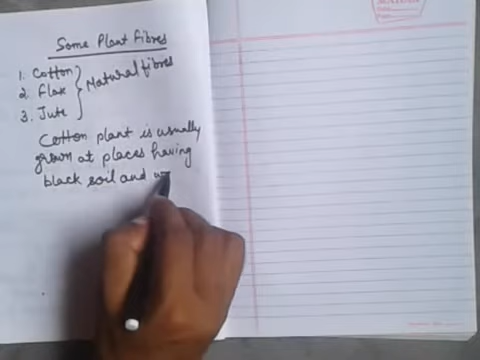 Some Plant Fibres
1. Cotton
2. Flax
3. Jute
Natural fibres
Cotton plant is usually
grown at places having
black soil and